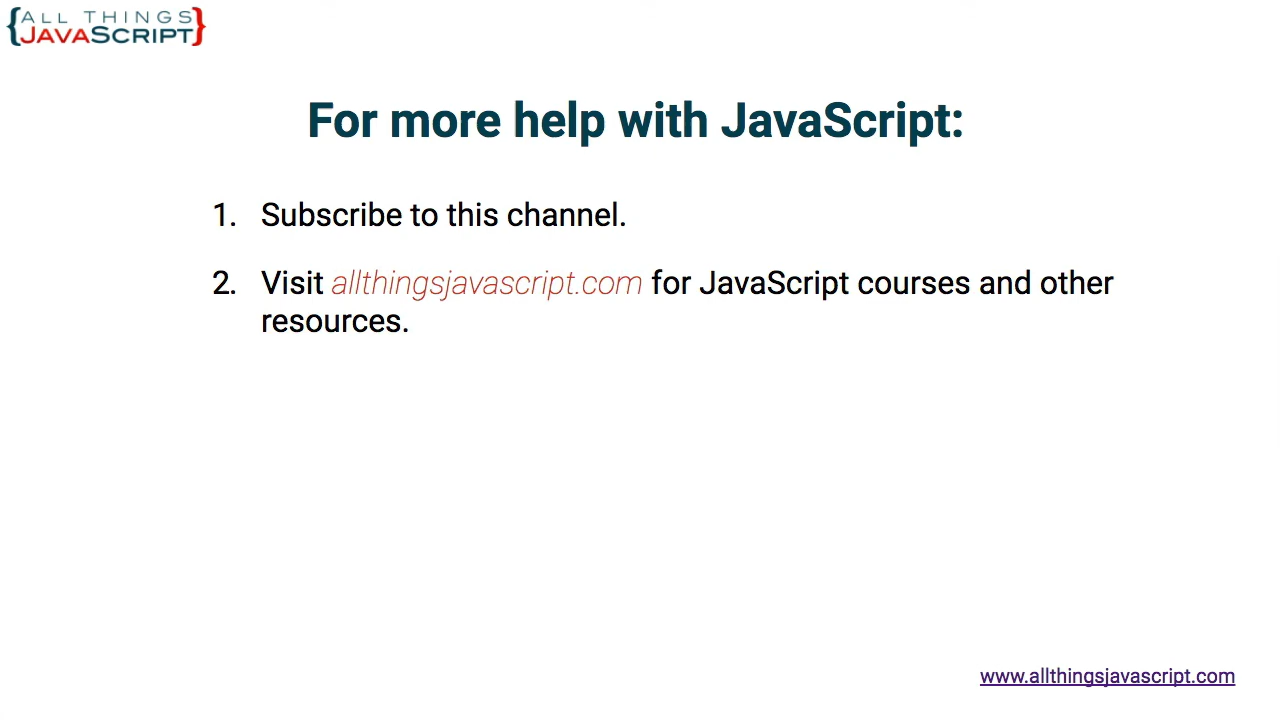 {ALL THINGS
JAVASCRIPT}
For more help with JavaScript:
1. Subscribe to this channel.
2. Visit allthingsjavascript.com for JavaScript courses and other
resources.
www.allthingsjavascript.com